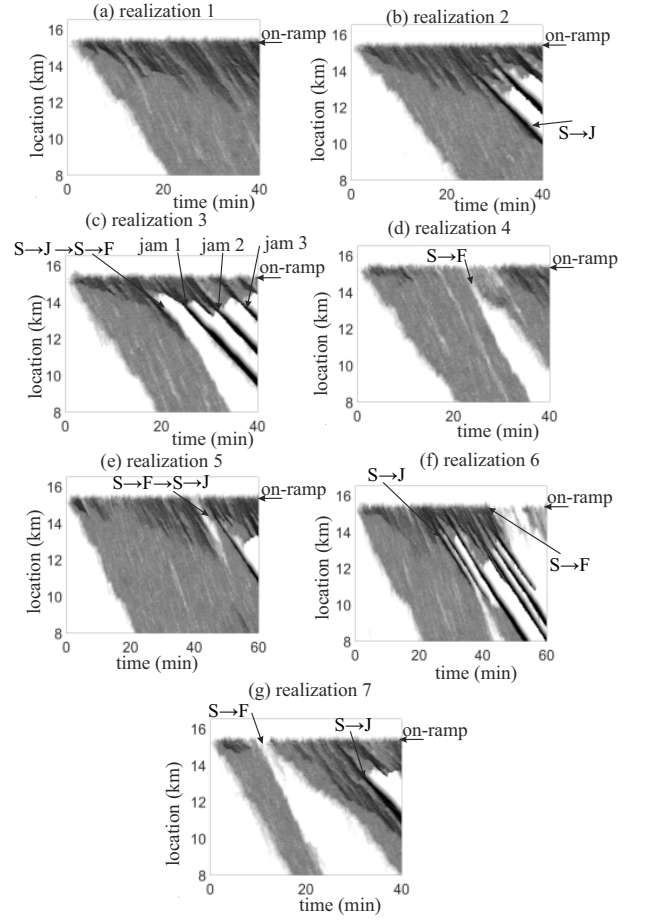 (a) realization 1
(b) realization 2
on-ramp
on-ramp
16
14
12
10
8
location (km)
0
20
40
time (min)
16
14
12
10
8
location (km)
S→J
0
20
40
time (min)
(c) realization 3
(d) realization 4
S→J→S→F
jam 1
jam 2
jam 3
S→F
on-ramp
on-ramp
16
14
12
10
8
location (km)
0
20
40
time (min)
16
14
12
10
8
location (km)
0
20
40
time (min)
(e) realization 5
(f) realization 6
S→F→S→J
S→J
on-ramp
on-ramp
16
14
12
10
8
location (km)
0
20
40
60
time (min)
16
14
12
10
8
location (km)
S→F
0
20
40
60
time (min)
(g) realization 7
S→F
S→J
on-ramp
16
14
12
10
8
location (km)
0
20
40
time (min)